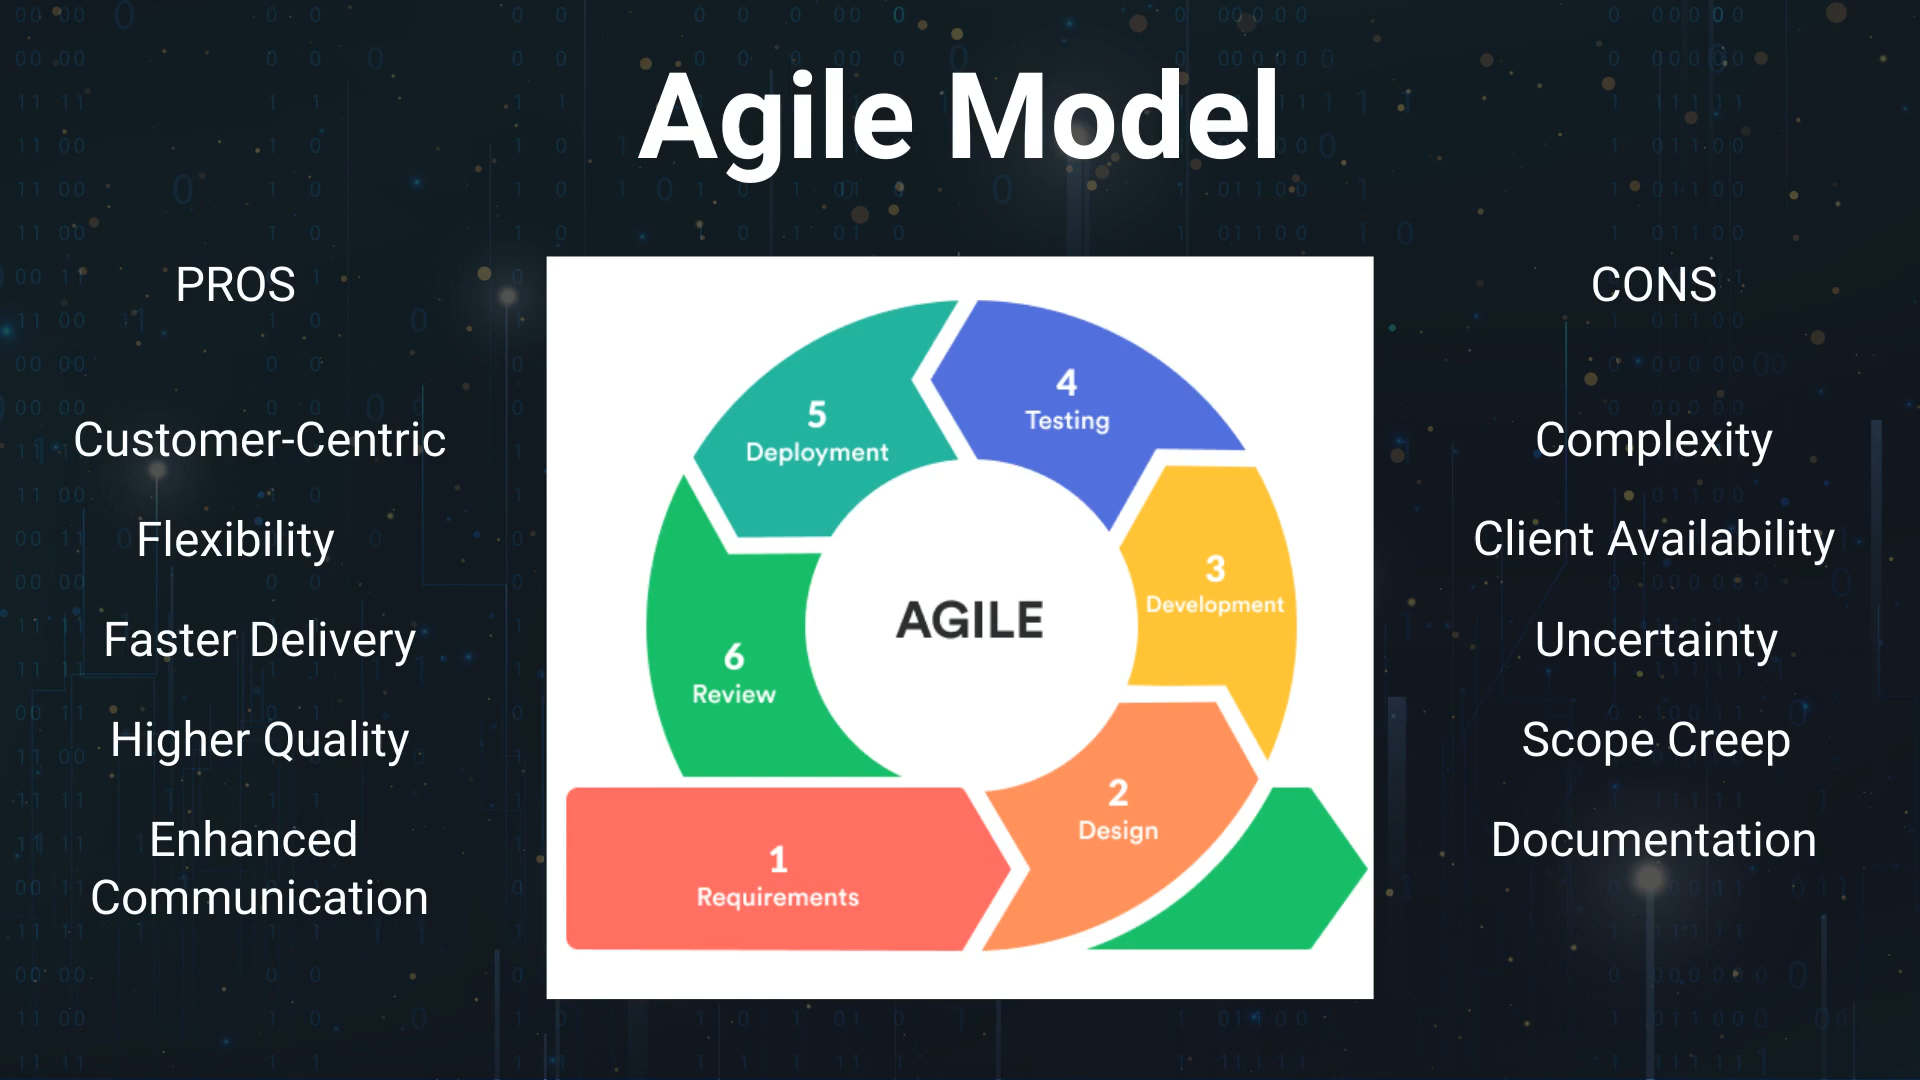 Agile Model
PROS
Customer-Centric
Flexibility
Faster Delivery
Higher Quality
Enhanced
Communication
5
Deployment
4
Testing
3
Development
AGILE
6
Review
2
Design
1
Requirements
CONS
Complexity
Client Availability
Uncertainty
Scope Creep
Documentation